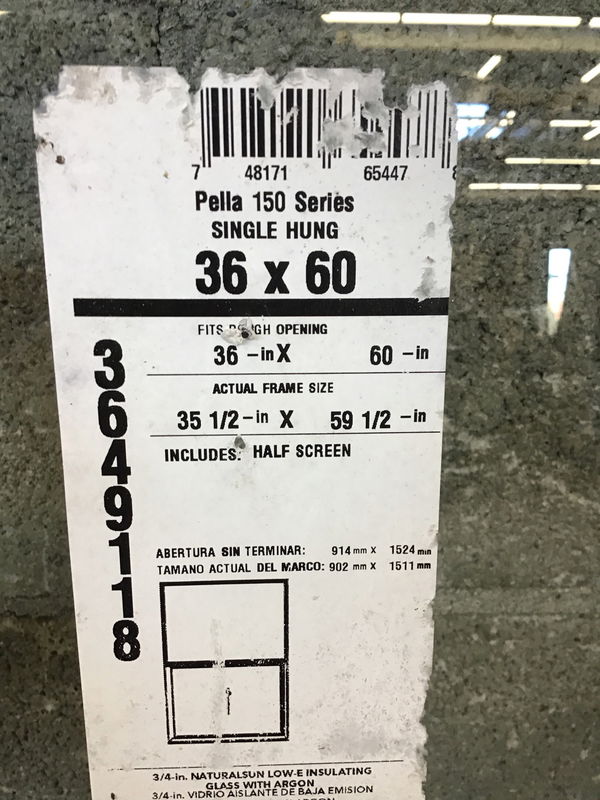 7 48171 65447 8
Pella 150 Series
SINGLE HUNG
36 x 60
FITS ROUGH OPENING
36 -in X 60 -in
ACTUAL FRAME SIZE
35 1/2-in X 59 1/2 -in
INCLUDES: HALF SCREEN
3649118
ABERTURA SIN TERMINAR: 914 mm X 1524 mm
TAMANO ACTUAL DEL MARCO: 902 mm X 1511 mm
3/4-in. NATURALSUN LOW-E INSULATING
GLASS WITH ARGON
3/4-in. VIDRIO AISLANTE DE BAJA EMISION